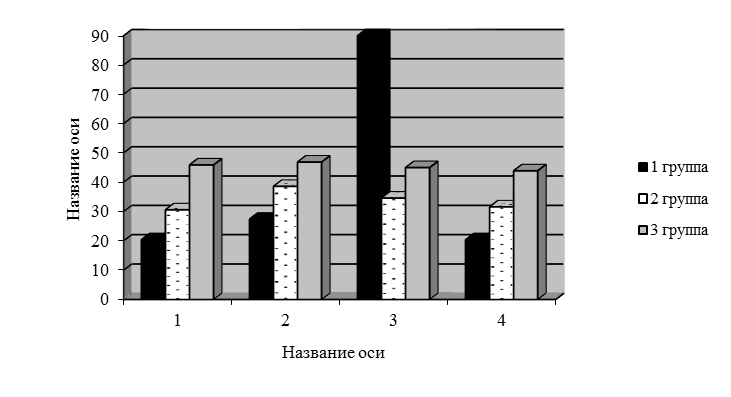 90
80
70
60
50
40
30
20
10
0
Название оси
1 2 3 4
Название оси
1 группа
2 группа
3 группа